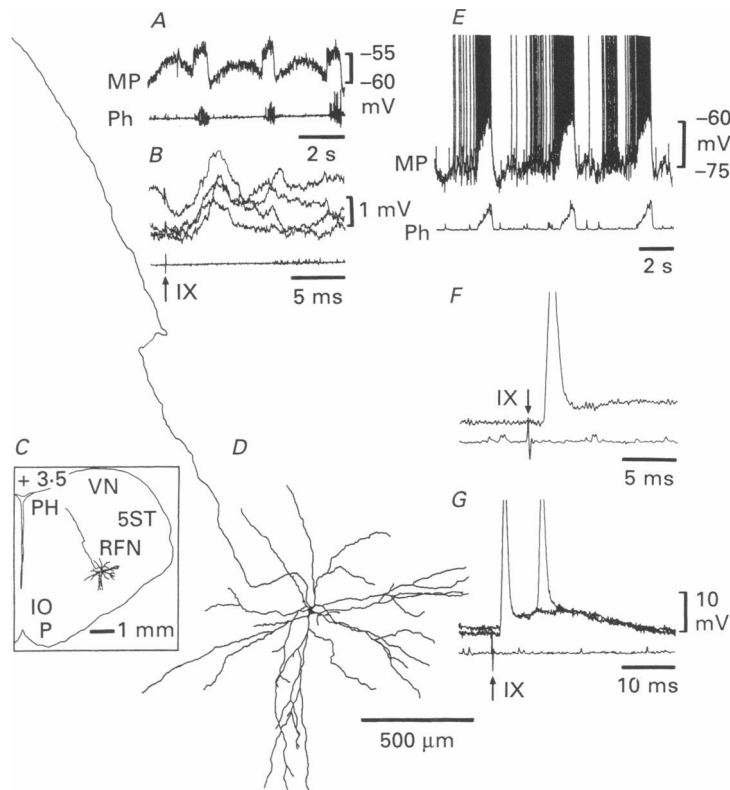 A
MP
-55
-60
mV
Ph
2 s
B
1 mV
IX
5 ms
C
+ 3·5
VN
PH
5ST
RFN
IO
P
1 mm
D
500 μm
E
MP
-60
mV
-75
Ph
2 s
F
IX
5 ms
G
10
mV
IX
10 ms